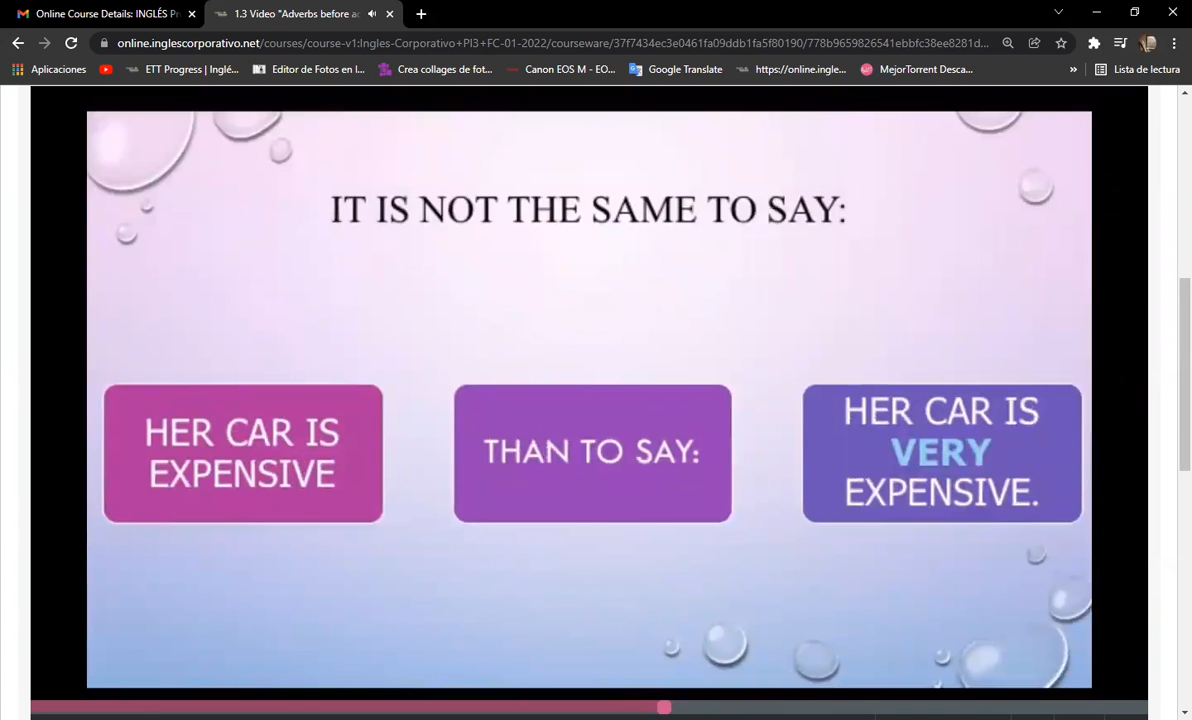 Online Course Details: INGLÉS Pr
1.3 Video "Adverbs before ac
online.inglescorporativo.net/courses/course-v1:Ingles-Corporativo+PI3+FC-01-2022/courseware/37f7434ec3e0461fa09ddb1fa5f80190/778b9659826541ebbfc38ee8281d...
Aplicaciones
ETT Progress | Inglé...
Editor de Fotos en l...
Crea collages de fot...
Canon EOS M - EO...
Google Translate
https://online.ingle...
MejorTorrent Desca...
»
Lista de lectura
IT IS NOT THE SAME TO SAY:
HER CAR IS
EXPENSIVE
THAN TO SAY:
HER CAR IS
VERY
EXPENSIVE.